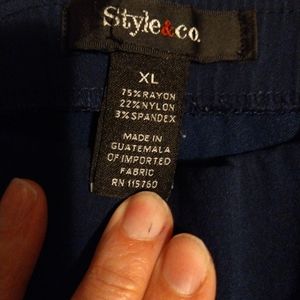 Style&co.
XL
75% RAYON
22% NYLON
3% SPANDEX
MADE IN
GUATEMALA
OF IMPORTED
FABRIC
RN 115760